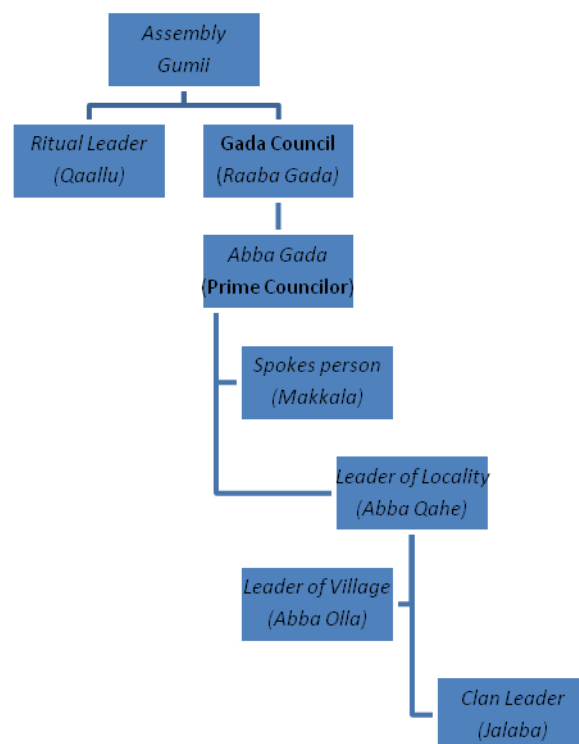 Assembly
Gumii
Ritual Leader
(Qaallu)
Gada Council
(Raaba Gada)
Abba Gada
(Prime Councilor)
Spokes person
(Makkala)
Leader of Locality
(Abba Qahe)
Leader of Village
(Abba Olla)
Clan Leader
(Jalaba)